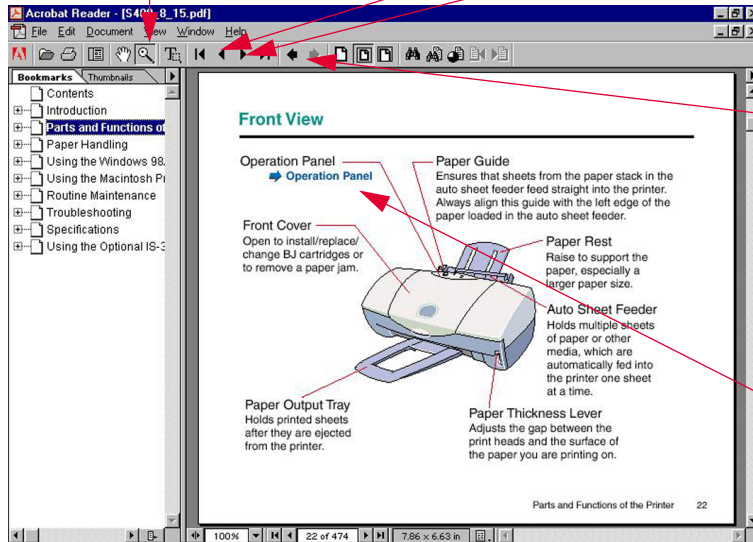 Acrobat Reader - [S400_8_15.pdf]
File Edit Document View Window Help
Bookmarks Thumbnails
Contents
Introduction
Parts and Functions of
Paper Handling
Using the Windows 98,
Using the Macintosh Pr
Routine Maintenance
Troubleshooting
Specifications
Using the Optional IS-3
Front View
Operation Panel
Operation Panel
Paper Guide
Ensures that sheets from the paper stack in the
auto sheet feeder feed straight into the printer.
Always align this guide with the left edge of the
paper loaded in the auto sheet feeder.
Front Cover
Open to install/replace/
change BJ cartridges or
to remove a paper jam.
Paper Rest
Raise to support the
paper, especially a
larger paper size.
Auto Sheet Feeder
Holds multiple sheets
of paper or other
media, which are
automatically fed into
the printer one sheet
at a time.
Paper Output Tray
Holds printed sheets
after they are ejected
from the printer.
Paper Thickness Lever
Adjusts the gap between the
print heads and the surface of
the paper you are printing on.
Parts and Functions of the Printer 22
100% 22 of 474 7.86 x 6.63 in